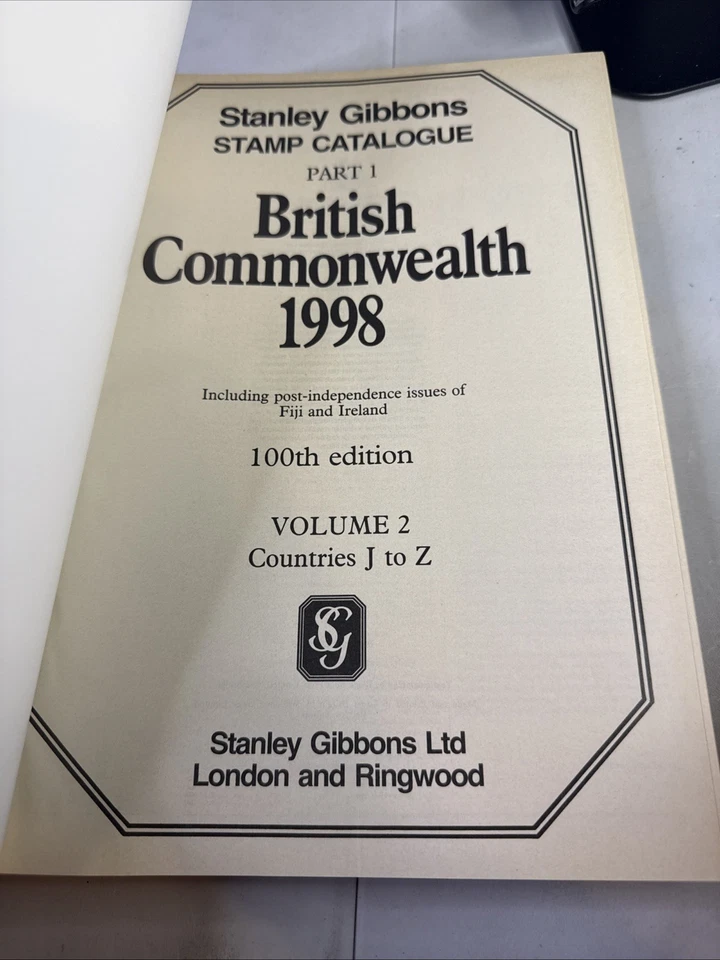 Stanley Gibbons
STAMP CATALOGUE
PART 1
British
Commonwealth
1998
Including post-independence issues of
Fiji and Ireland
100th edition
VOLUME 2
Countries J to Z
SG
Stanley Gibbons Ltd
London and Ringwood